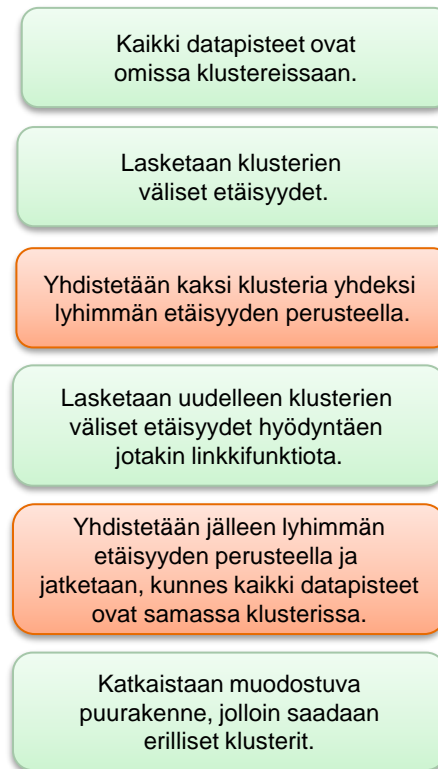 Kaikki datapisteet ovat
omissa klustereissaan.
Lasketaan klusterien
väliset etäisyydet.
Yhdistetään kaksi klusteria yhdeksi
lyhimmän etäisyyden perusteella.
Lasketaan uudelleen klusterien
väliset etäisyydet hyödyntäen
jotakin linkkifunktiota.
Yhdistetään jälleen lyhimmän
etäisyyden perusteella ja
jatketaan, kunnes kaikki datapisteet
ovat samassa klusterissa.
Katkaistaan muodostuva
puurakenne, jolloin saadaan
erilliset klusterit.